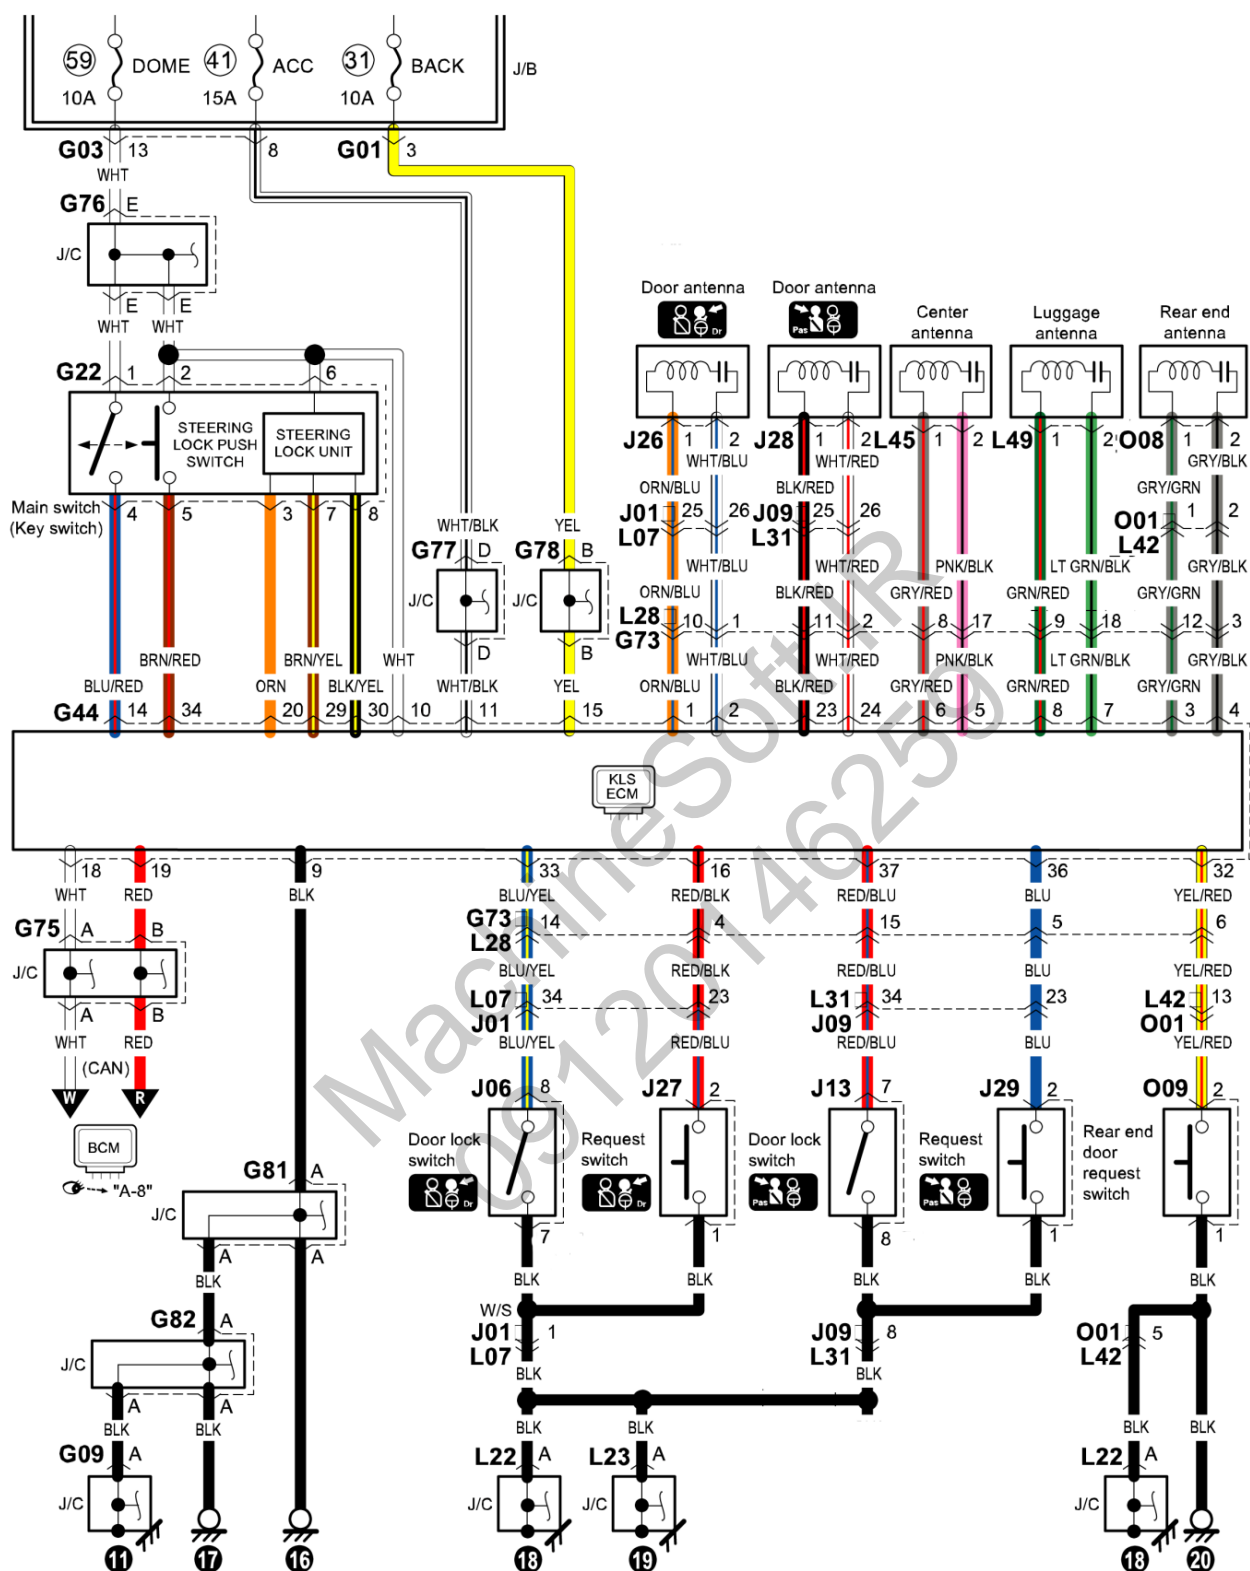 59 DOME 41 ACC 31 BACK J/B
10A 15A 10A
G03 13 8 G01 3
WHT
G76 E
J/C
E E
WHT WHT
G22 1 2 6
STEERING LOCK PUSH SWITCH
STEERING LOCK UNIT
Main switch (Key switch)
4 5 3 7 8
WHT/BLK YEL
G77 D G78 B
J/C J/C
D B
BRN/RED BRN/YEL WHT
BLU/RED ORN BLK/YEL WHT/BLK YEL
G44 14 34 20 29 30 10 11 15
Door antenna Door antenna
Dr Pas
Center antenna
Luggage antenna
Rear end antenna
J26 1 2 J28 1 2 L45 1 2 L49 1 2 O08 1 2
WHT/BLU WHT/RED GRY/BLK
ORN/BLU BLK/RED GRY/GRN
J01 25 26 J09 25 26 O01 1 2
L07 L31 L42
WHT/BLU WHT/RED PNK/BLK LT GRN/BLK GRY/BLK
ORN/BLU BLK/RED GRY/RED GRN/RED GRY/GRN
L28 10 1 11 2 8 17 9 18 12 3
G73
WHT/BLU WHT/RED PNK/BLK LT GRN/BLK GRY/BLK
ORN/BLU BLK/RED GRY/RED GRN/RED GRY/GRN
1 2 23 24 6 5 8 7 3 4
KLS
ECM
18 19 9 33 16 37 36 32
WHT RED BLK BLU/YEL RED/BLK RED/BLU BLU YEL/RED
G75 A B
J/C
A B
WHT RED
(CAN)
W R
BCM
"A-8"
G73 14 4 15 5 6
L28
BLU/YEL RED/BLK RED/BLU BLU YEL/RED
L07 34 23 L31 34 23 L42 13
J01 J09 O01
BLU/YEL RED/BLU RED/BLU BLU YEL/RED
J06 8 J27 2 J13 7 J29 2 O09 2
Door lock switch
Dr
Request switch
Dr
Door lock switch
Pas
Request switch
Pas
Rear end door request switch
7 1 8 1 1
BLK BLK BLK BLK BLK
G81 A
J/C
A A
BLK
G82 A
J/C
A A
BLK BLK
G09 A
J/C
11 17 16
W/S
J01 1 J09 8 O01 5
L07 L31 L42
BLK BLK
BLK BLK BLK BLK
L22 A L23 A L22 A
J/C J/C J/C
18 19 18 20
MachineSoft.IR
09120146259